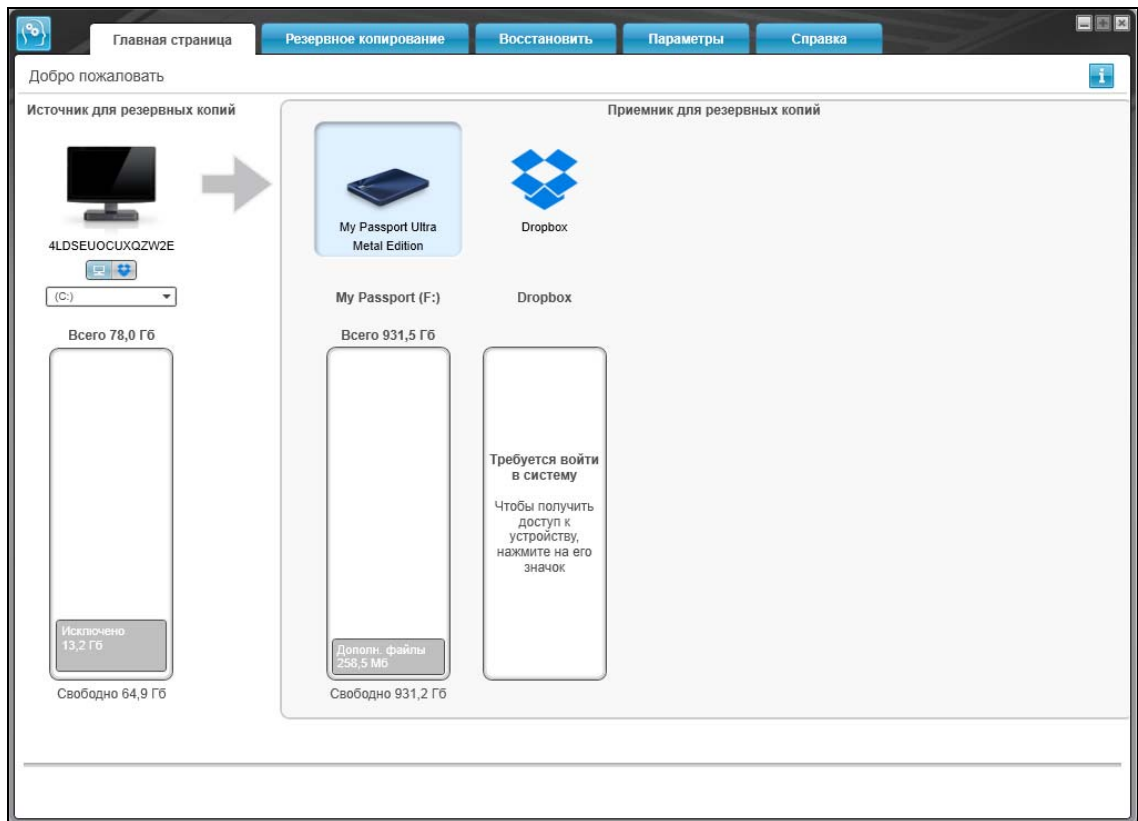 Главная страница
Резервное копирование
Восстановить
Параметры
Справка
Добро пожаловать
Источник для резервных копий
Приемник для резервных копий
4LDSEUOCUXQZW2E
(C:)
My Passport Ultra
Metal Edition
Dropbox
My Passport (F:)
Dropbox
Всего 78,0 Гб
Всего 931,5 Гб
Исключено
13,2 Гб
Дополн. файлы
258,5 Мб
Требуется войти
в систему
Чтобы получить
доступ к
устройству,
нажмите на его
значок
Свободно 64,9 Гб
Свободно 931,2 Гб